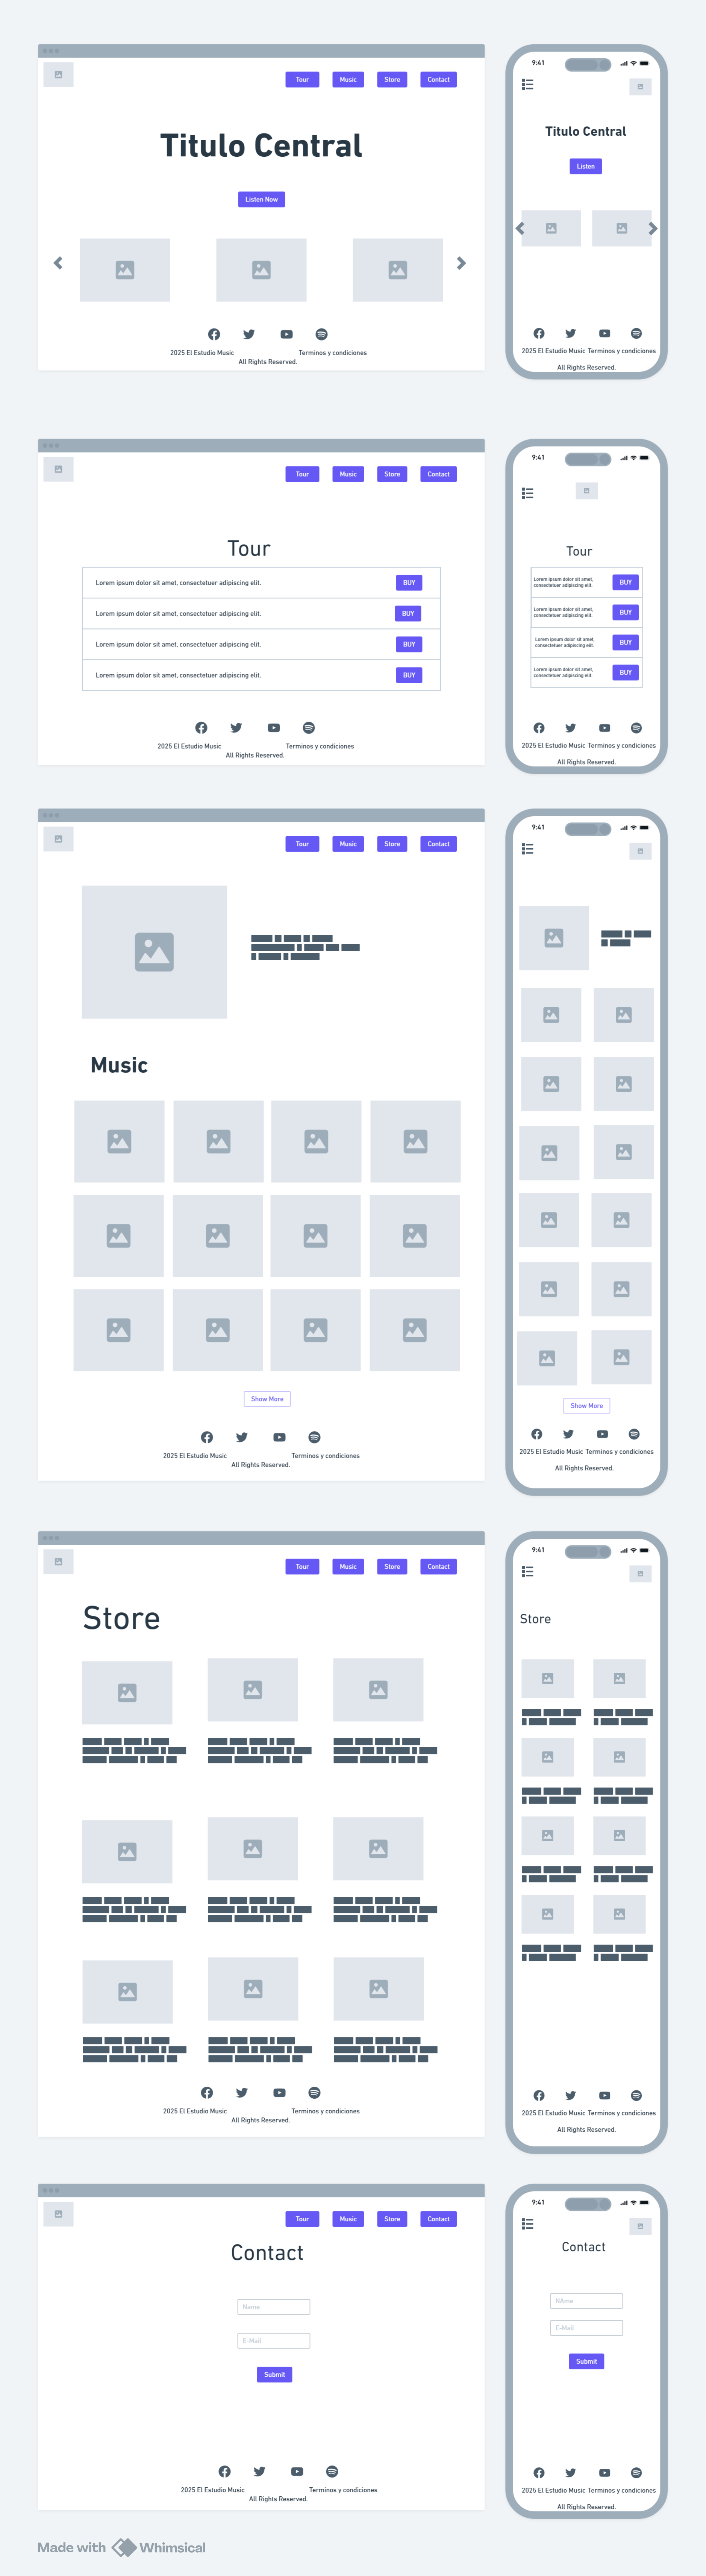 Tour Music Store Contact
Titulo Central
Listen Now
2025 El Estudio Music Terminos y condiciones
All Rights Reserved.
9:41
Titulo Central
Listen
2025 El Estudio Music Terminos y condiciones
All Rights Reserved.
Tour Music Store Contact
Tour
Lorem ipsum dolor sit amet, consectetuer adipiscing elit. BUY
Lorem ipsum dolor sit amet, consectetuer adipiscing elit. BUY
Lorem ipsum dolor sit amet, consectetuer adipiscing elit. BUY
Lorem ipsum dolor sit amet, consectetuer adipiscing elit. BUY
2025 El Estudio Music Terminos y condiciones
All Rights Reserved.
9:41
Tour
Lorem ipsum dolor sit amet,
consectetuer adipiscing elit.
BUY
Lorem ipsum dolor sit amet,
consectetuer adipiscing elit.
BUY
Lorem ipsum dolor sit amet,
consectetuer adipiscing elit.
BUY
Lorem ipsum dolor sit amet,
consectetuer adipiscing elit.
BUY
2025 El Estudio Music Terminos y condiciones
All Rights Reserved.
Tour Music Store Contact
Music
Show More
2025 El Estudio Music Terminos y condiciones
All Rights Reserved.
9:41
Show More
2025 El Estudio Music Terminos y condiciones
All Rights Reserved.
Tour Music Store Contact
Store
2025 El Estudio Music Terminos y condiciones
All Rights Reserved.
9:41
Store
2025 El Estudio Music Terminos y condiciones
All Rights Reserved.
Tour Music Store Contact
Contact
Name
E-Mail
Submit
2025 El Estudio Music Terminos y condiciones
All Rights Reserved.
9:41
Contact
NAme
E-Mail
Submit
2025 El Estudio Music Terminos y condiciones
All Rights Reserved.
Made with Whimsical